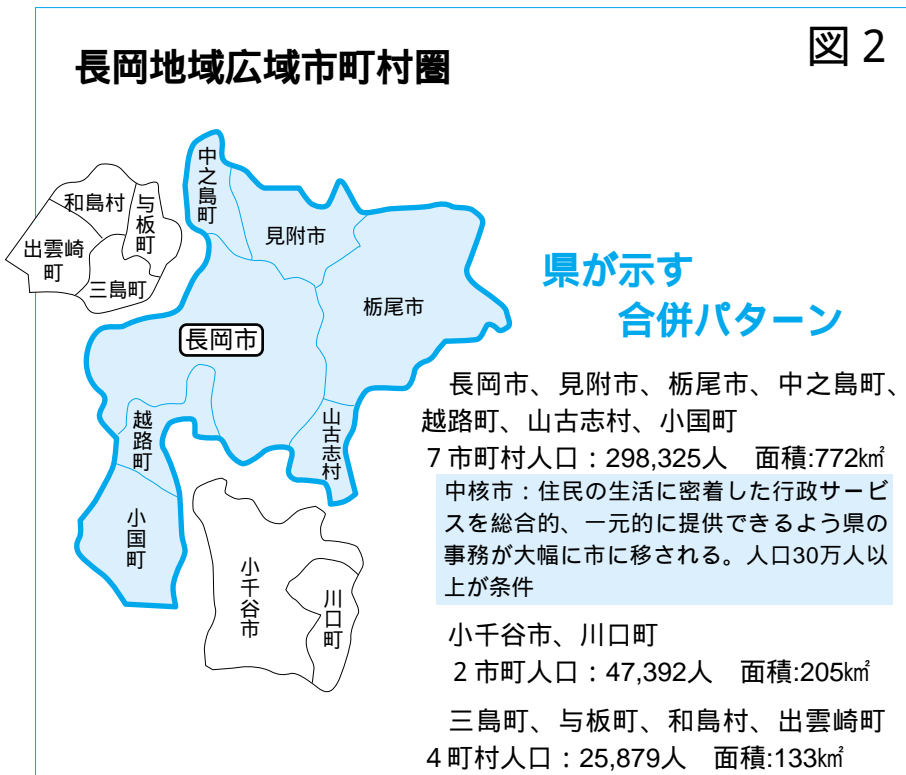 図２
長岡地域広域市町村圏
中之島町
和島村
与板町
出雲崎町
三島町
見附市
栃尾市
長岡市
越路町
山古志村
小国町
小千谷市
川口町
県が示す
合併パターン
長岡市、見附市、栃尾市、中之島町、
越路町、山古志村、小国町
７市町村人口：298,325人　面積:772㎢
中核市：住民の生活に密着した行政サービ
スを総合的、一元的に提供できるよう県の
事務が大幅に市に移される。人口30万人以
上が条件
小千谷市、川口町
２市町人口：47,392人　面積:205㎢
三島町、与板町、和島村、出雲崎町
４町村人口：25,879人　面積:133㎢